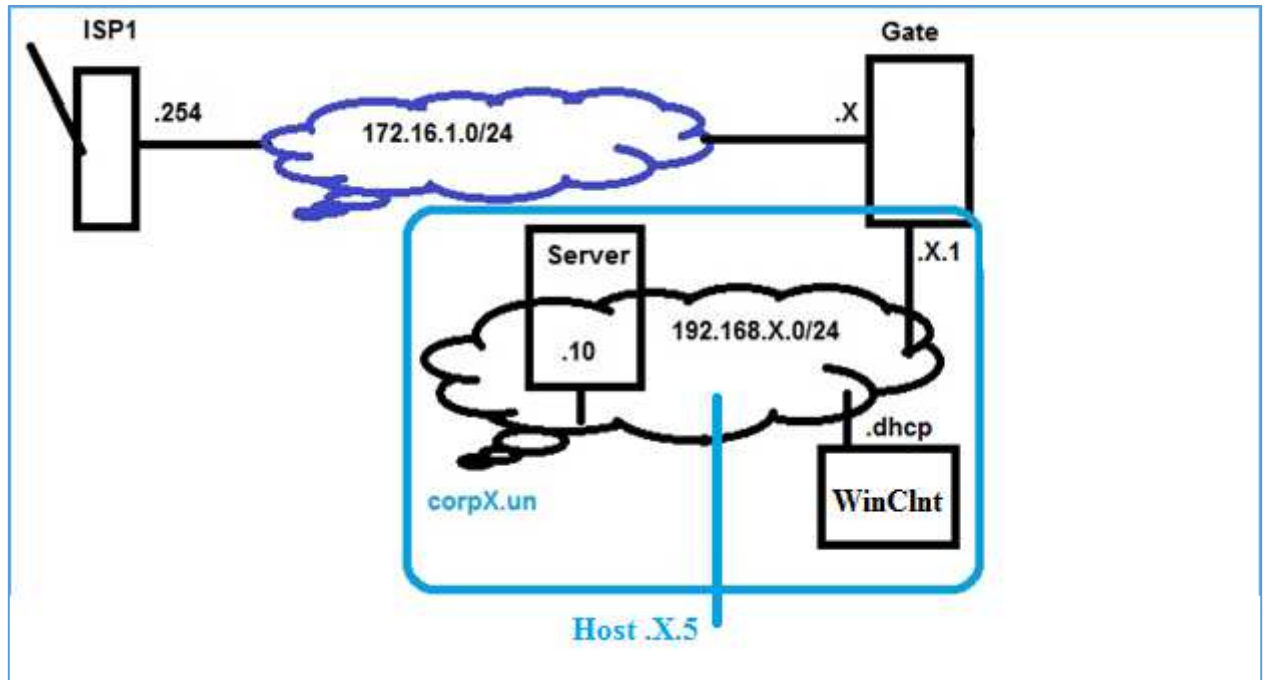 ISP1
Gate
.254
172.16.1.0/24
.X
Server
.X.1
192.168.X.0/24
.10
.dhcp
corpX.un
WinClnt
Host .X.5